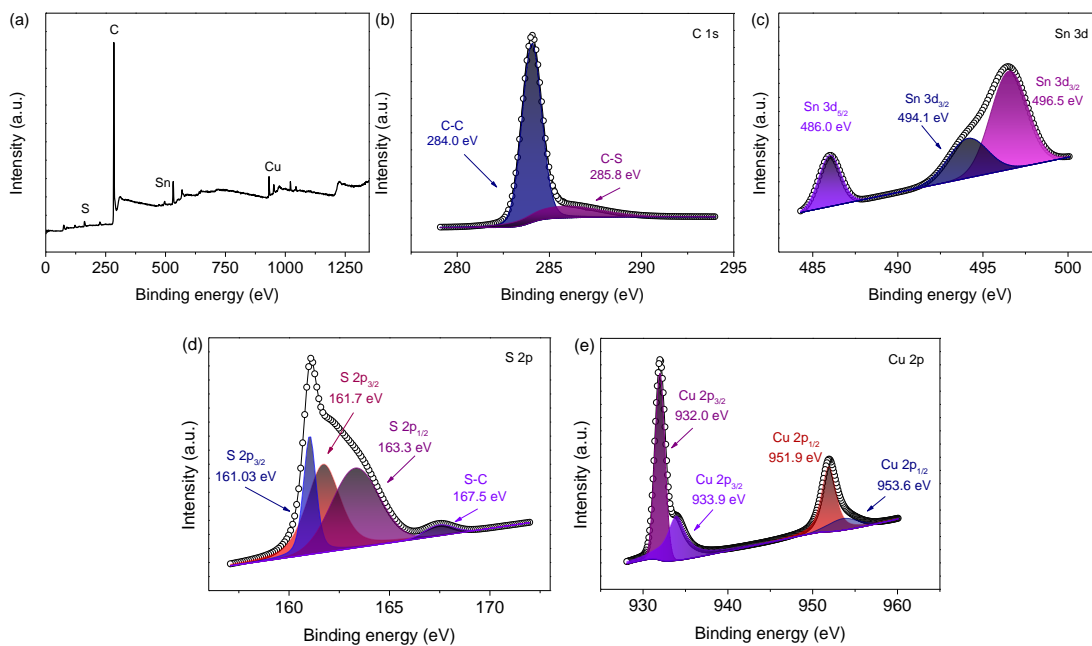 (a)
C
S
Sn
Cu
Intensity (a.u.)
0 250 500 750 1000 1250
Binding energy (eV)
(b)
C 1s
C-C
284.0 eV
C-S
285.8 eV
Intensity (a.u.)
280 285 290 295
Binding energy (eV)
(c)
Sn 3d
Sn 3d5/2
486.0 eV
Sn 3d3/2
494.1 eV
Sn 3d3/2
496.5 eV
Intensity (a.u.)
485 490 495 500
Binding energy (eV)
(d)
S 2p
S 2p3/2
161.03 eV
S 2p3/2
161.7 eV
S 2p1/2
163.3 eV
S-C
167.5 eV
Intensity (a.u.)
160 165 170
Binding energy (eV)
(e)
Cu 2p
Cu 2p3/2
932.0 eV
Cu 2p3/2
933.9 eV
Cu 2p1/2
951.9 eV
Cu 2p1/2
953.6 eV
Intensity (a.u.)
930 940 950 960
Binding energy (eV)